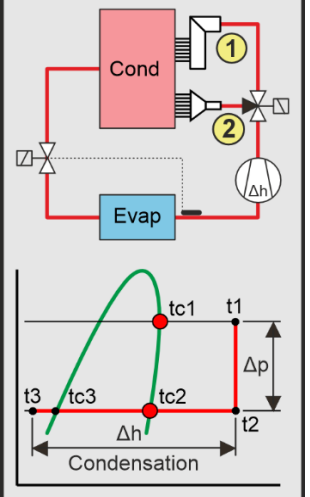 Cond
1
2
Δh
Evap
tc1
t1
Δp
t3
tc3
tc2
t2
Δh
Condensation